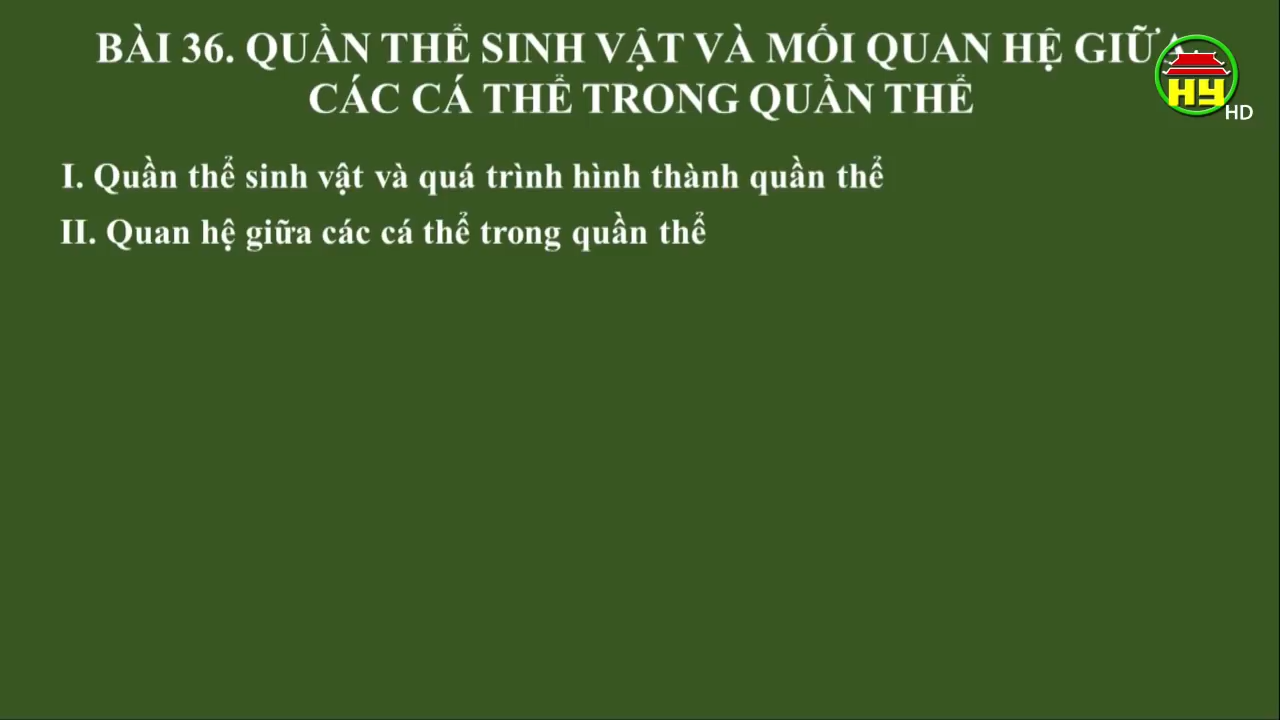 BÀI 36. QUẦN THỂ SINH VẬT VÀ MỐI QUAN HỆ GIỮA
CÁC CÁ THỂ TRONG QUẦN THỂ
HY
HD
I. Quần thể sinh vật và quá trình hình thành quần thể
II. Quan hệ giữa các cá thể trong quần thể